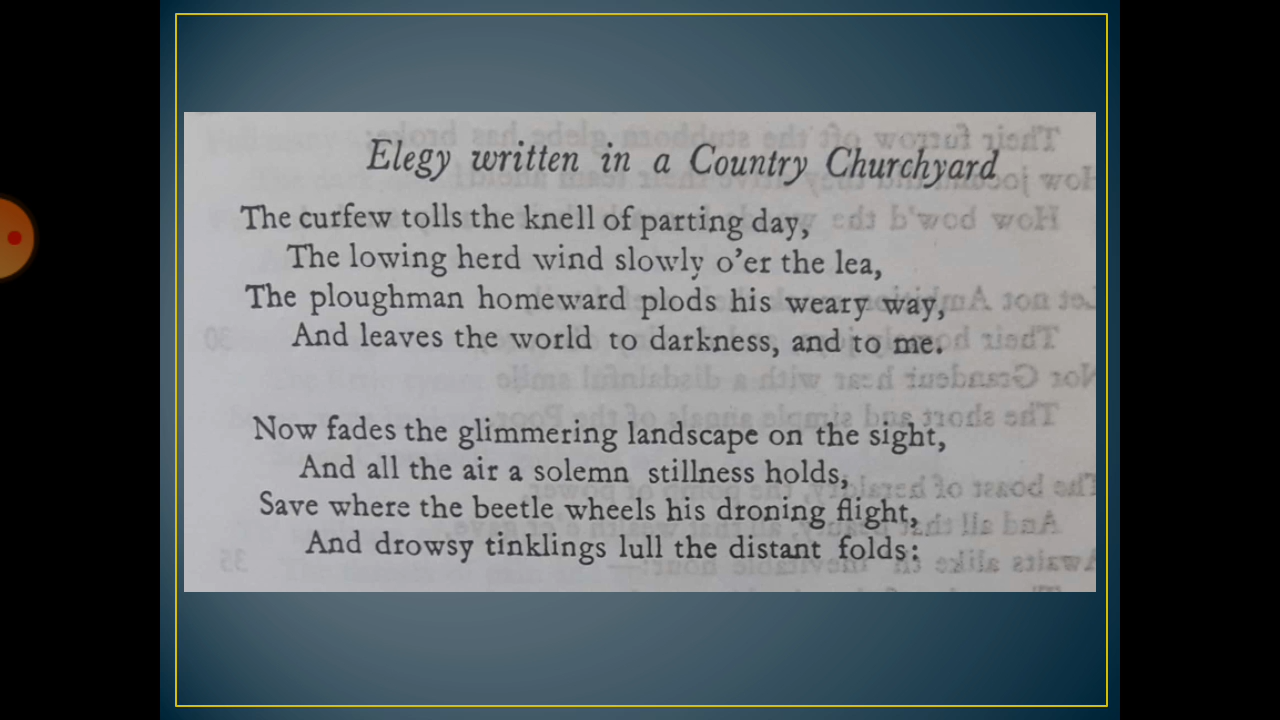 Elegy written in a Country Churchyard
The curfew tolls the knell of parting day,
The lowing herd wind slowly o'er the lea,
The ploughman homeward plods his weary way,
And leaves the world to darkness, and to me.
Now fades the glimmering landscape on the sight,
And all the air a solemn stillness holds,
Save where the beetle wheels his droning flight,
And drowsy tinklings lull the distant folds: